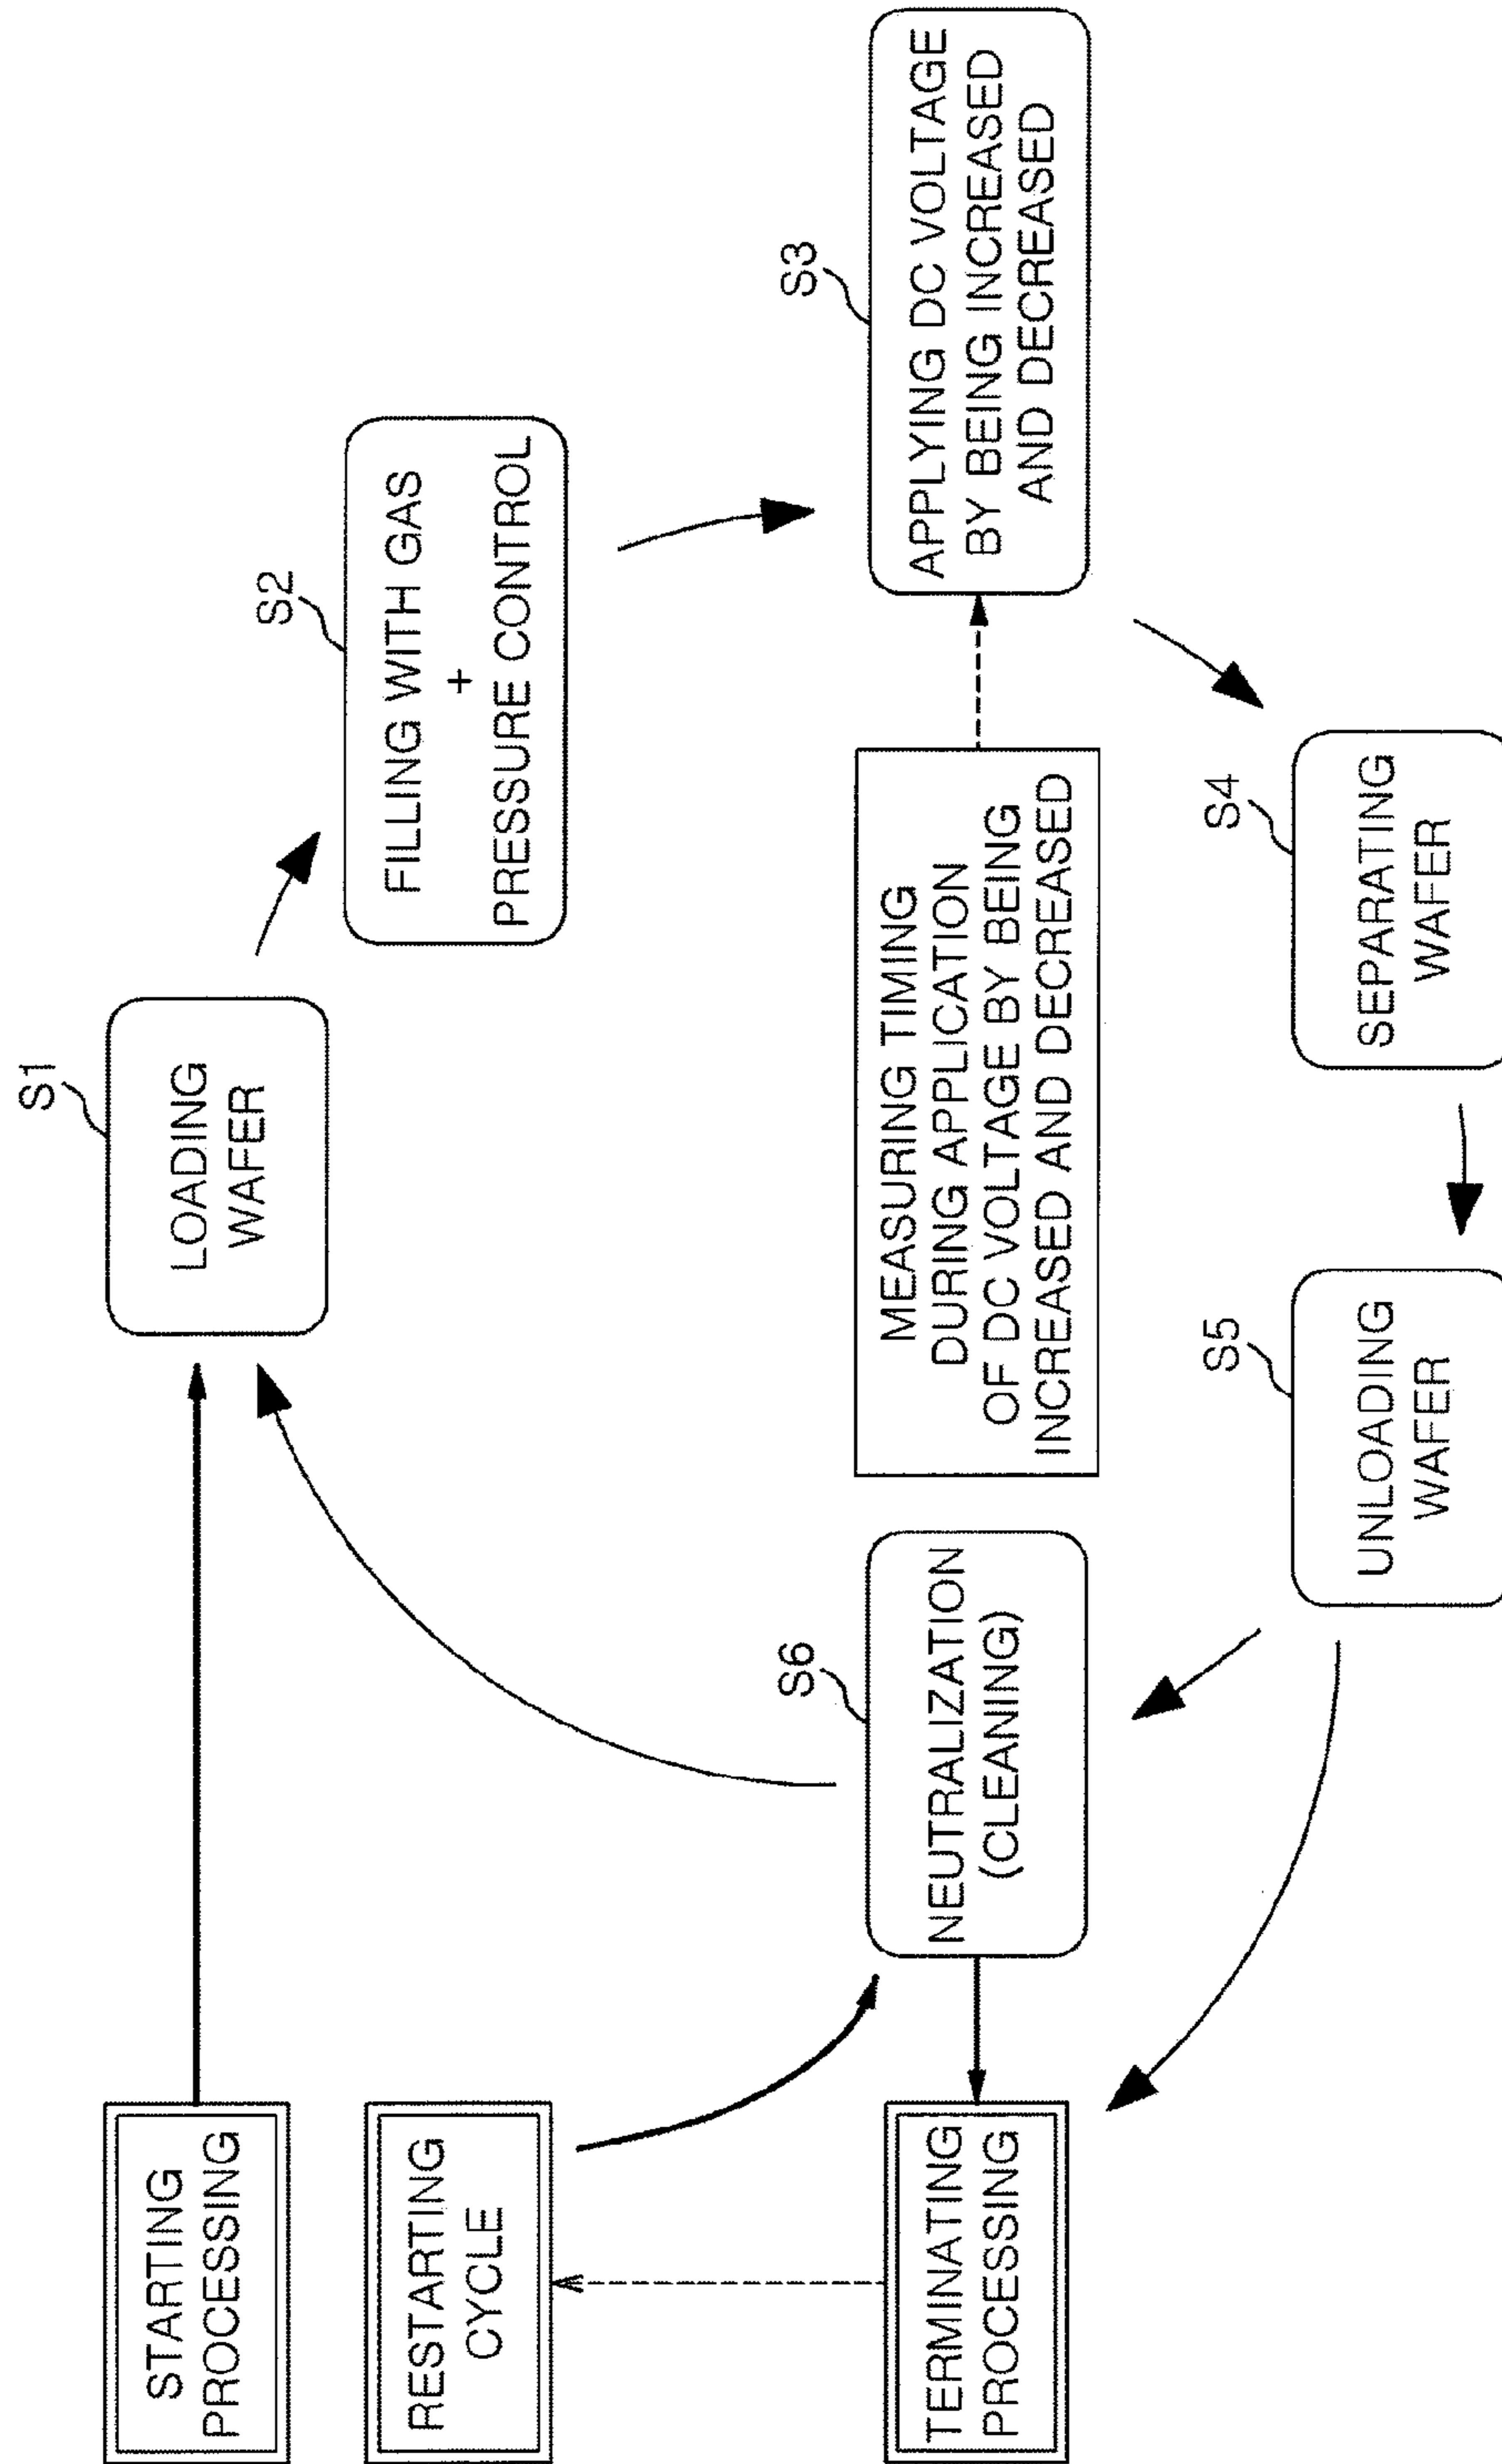 STARTING
PROCESSING
RESTARTING
CYCLE
TERMINATING
PROCESSING
S1
LOADING
WAFER
S2
FILLING WITH GAS
+
PRESSURE CONTROL
S3
APPLYING DC VOLTAGE
BY BEING INCREASED
AND DECREASED
MEASURING TIMING
DURING APPLICATION
OF DC VOLTAGE BY BEING
INCREASED AND DECREASED
S4
SEPARATING
WAFER
S5
UNLOADING
WAFER
S6
NEUTRALIZATION
(CLEANING)